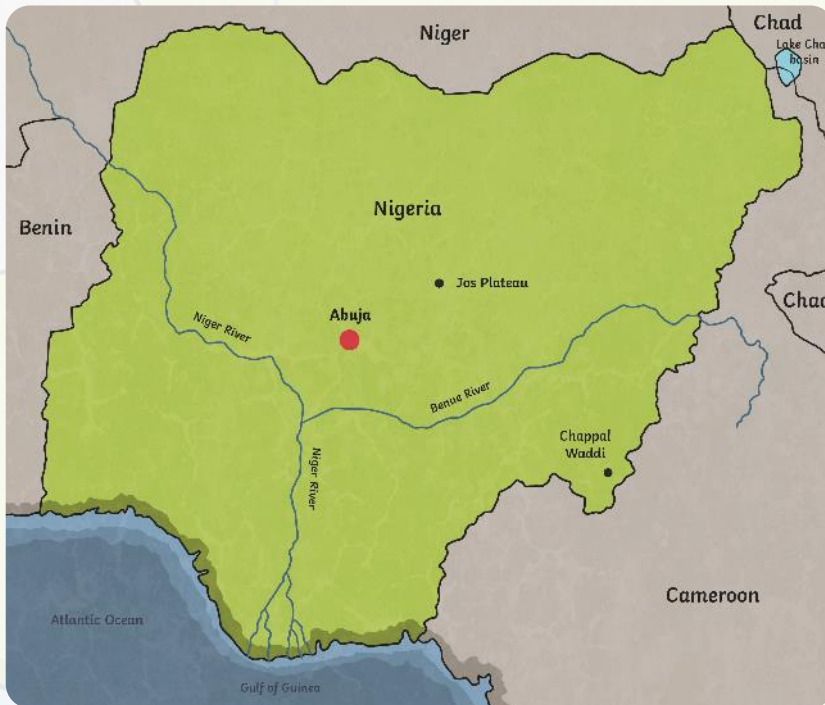 Niger
Chad
Lake Cha
basin
Nigeria
Benin
Jos Plateau
Chad
Abuja
Niger River
Benue River
Chappal
Waddi
Niger River
Cameroon
Atlantic Ocean
Gulf of Guinea